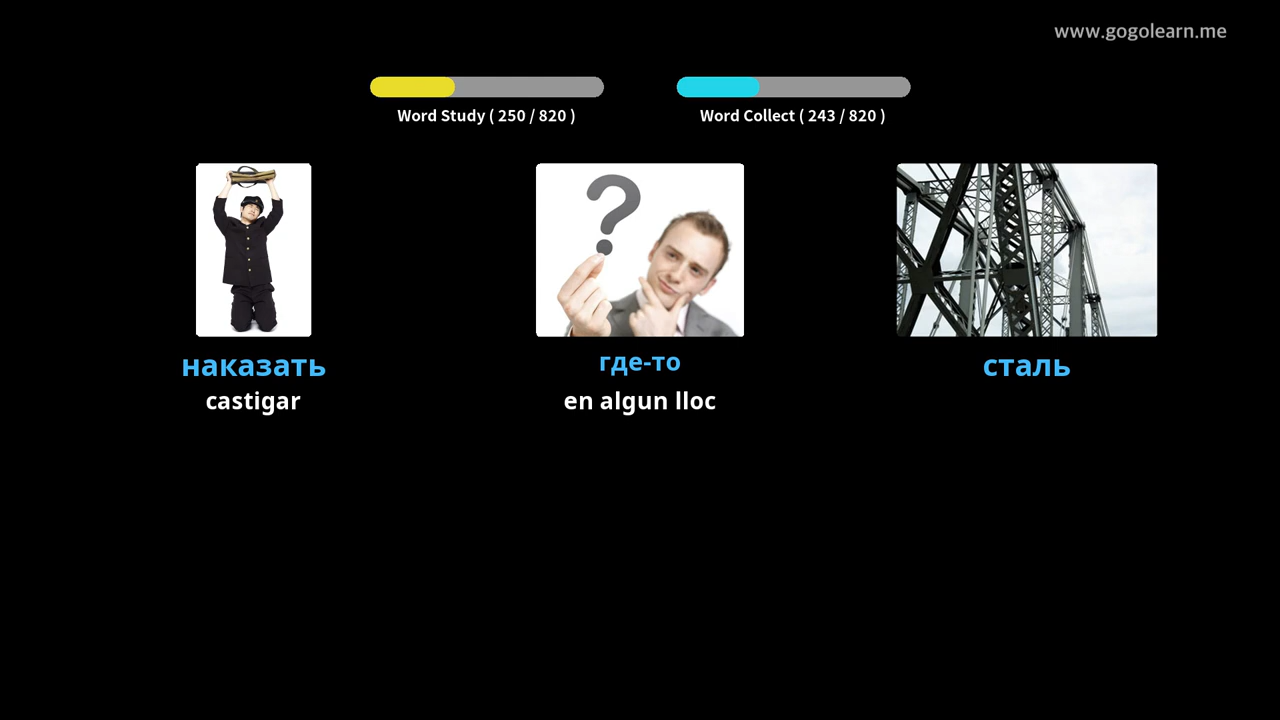 www.gogolearn.me
Word Study ( 250 / 820 )
Word Collect ( 243 / 820 )
наказать
castigar
где-то
en algun lloc
сталь